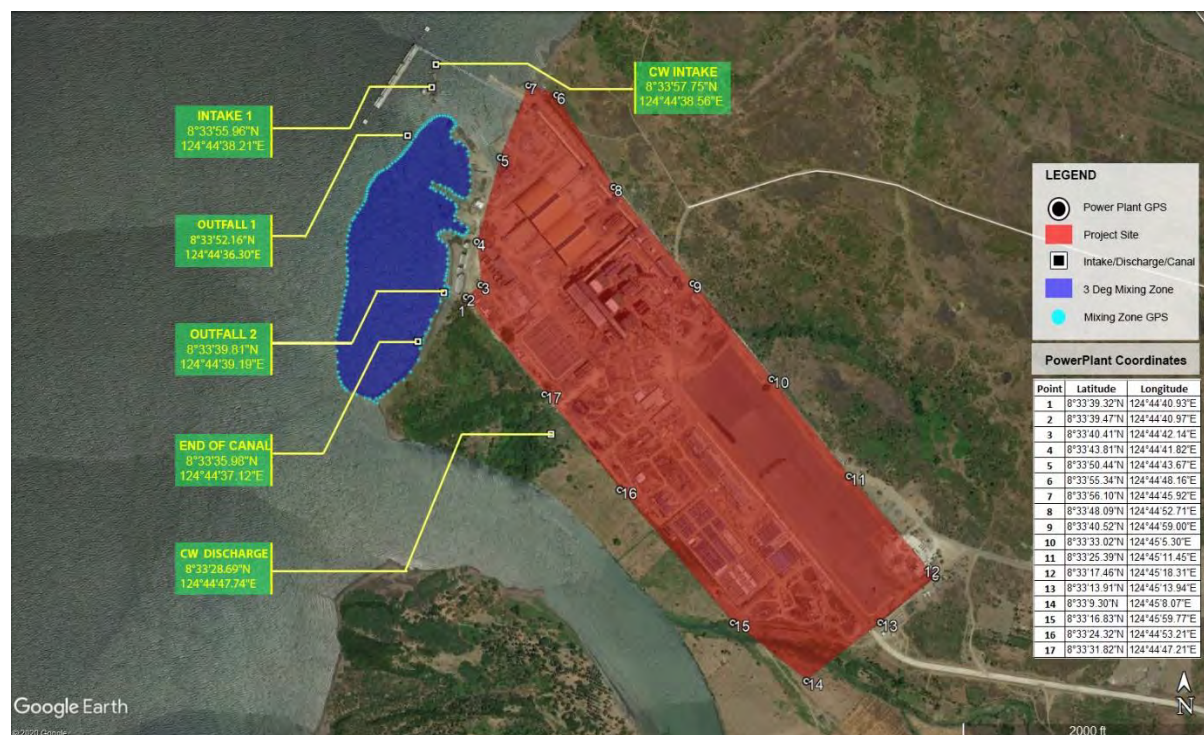 CW INTAKE
8°33'57.75"N
124°44'38.56"E
INTAKE 1
8°33'55.96"N
124°44'38.21"E
OUTFALL 1
8°33'52.16"N
124°44'36.30"E
OUTFALL 2
8°33'39.81"N
124°44'39.19"E
END OF CANAL
8°33'35.98"N
124°44'37.12"E
CW DISCHARGE
8°33'28.69"N
124°44'47.74"E
7
6
5
8
4
3
2
1
9
17
10
16
11
12
15
13
14
LEGEND
Power Plant GPS
Project Site
Intake/Discharge/Canal
3 Deg Mixing Zone
Mixing Zone GPS
PowerPlant Coordinates
Point Latitude Longitude
1 8°33'39.32"N 124°44'40.93"E
2 8°33'39.47"N 124°44'40.97"E
3 8°33'40.41"N 124°44'42.14"E
4 8°33'43.81"N 124°44'41.82"E
5 8°33'50.44"N 124°44'43.67"E
6 8°33'55.34"N 124°44'48.16"E
7 8°33'56.10"N 124°44'45.92"E
8 8°33'48.09"N 124°44'52.71"E
9 8°33'40.52"N 124°44'59.00"E
10 8°33'33.02"N 124°45'5.30"E
11 8°33'25.39"N 124°45'11.45"E
12 8°33'17.46"N 124°45'18.31"E
13 8°33'13.91"N 124°45'13.94"E
14 8°33'9.30"N 124°45'8.07"E
15 8°33'16.83"N 124°45'59.77"E
16 8°33'24.32"N 124°44'53.21"E
17 8°33'31.82"N 124°44'47.21"E
N
2000 ft
Google Earth
©2020 Google